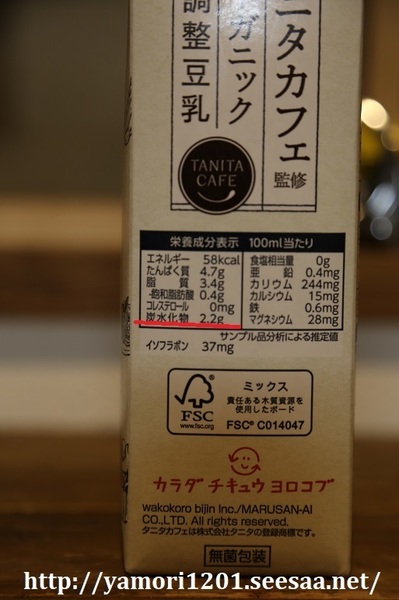 ニタカフェ監修
ガニック
調整豆乳
TANITA
CAFE
栄養成分表示 100ml当たり
エネルギー 58kcal
たんぱく質 4.7g
脂質 3.4g
-飽和脂肪酸 0.4g
コレステロール 0mg
炭水化物 2.2g
食塩相当量 0g
亜鉛 0.4mg
カリウム 244mg
カルシウム 15mg
鉄 0.6mg
マグネシウム 28mg
サンプル品分析による推定値
イソフラボン 37mg
FSC
www.fsc.org
ミックス
責任ある木質資源を
使用したボード
FSC® C014047
カラダ チキュウ ヨロコブ
wakokoro bijin Inc./MARUSAN-AI
CO.,LTD. All rights reserved.
タニタカフェは株式会社タニタの登録商標です。
無菌包装
http://yamori1201.seesaa.net/